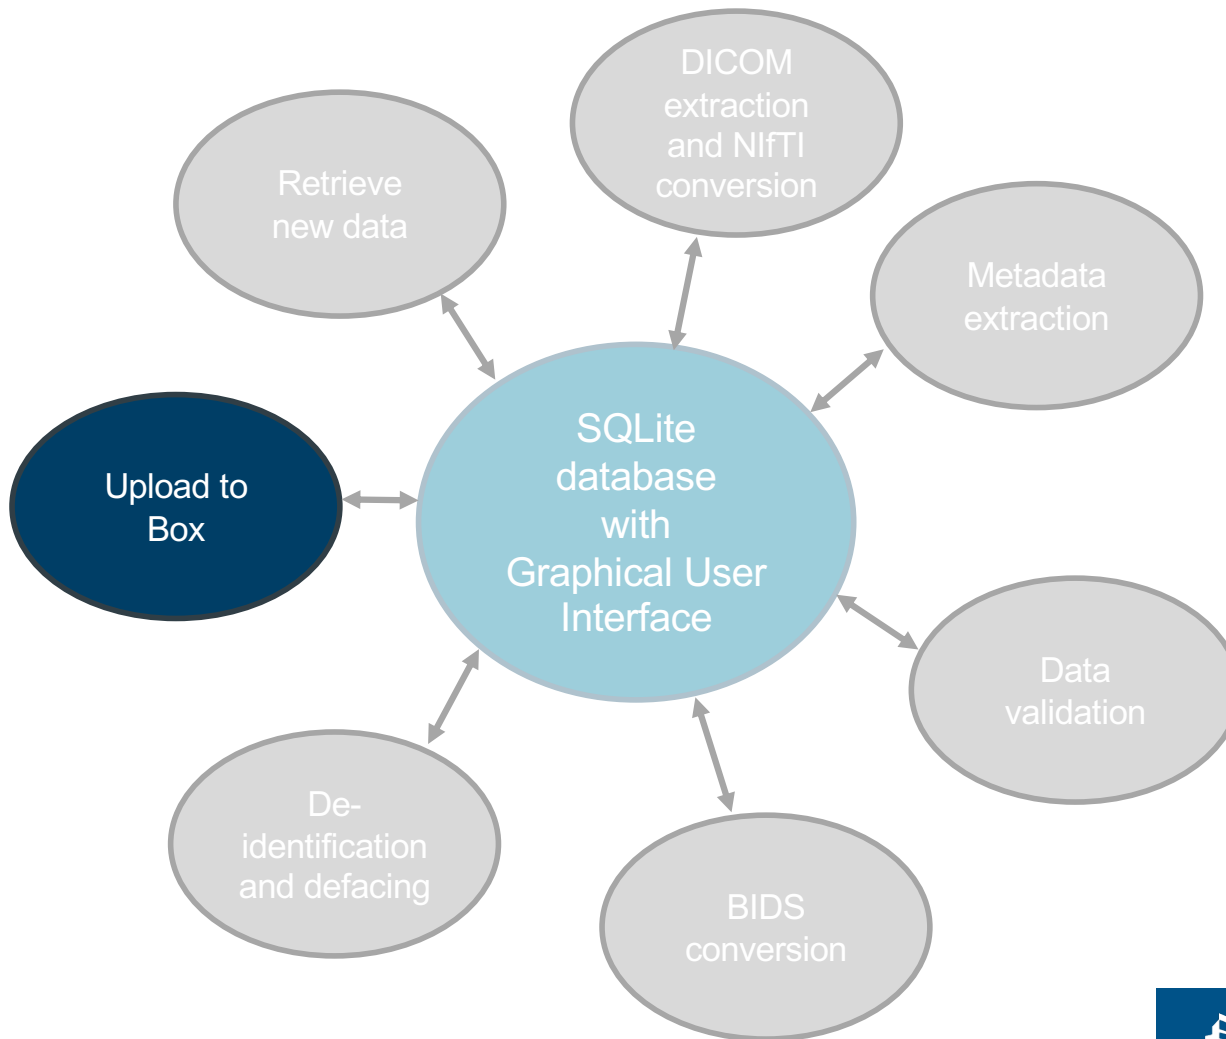 DICOM
extraction
and NIfTI
conversion
Retrieve
new data
Metadata
extraction
SQLite
database
with
Graphical User
Interface
Upload to
Box
Data
validation
De-
identification
and defacing
BIDS
conversion